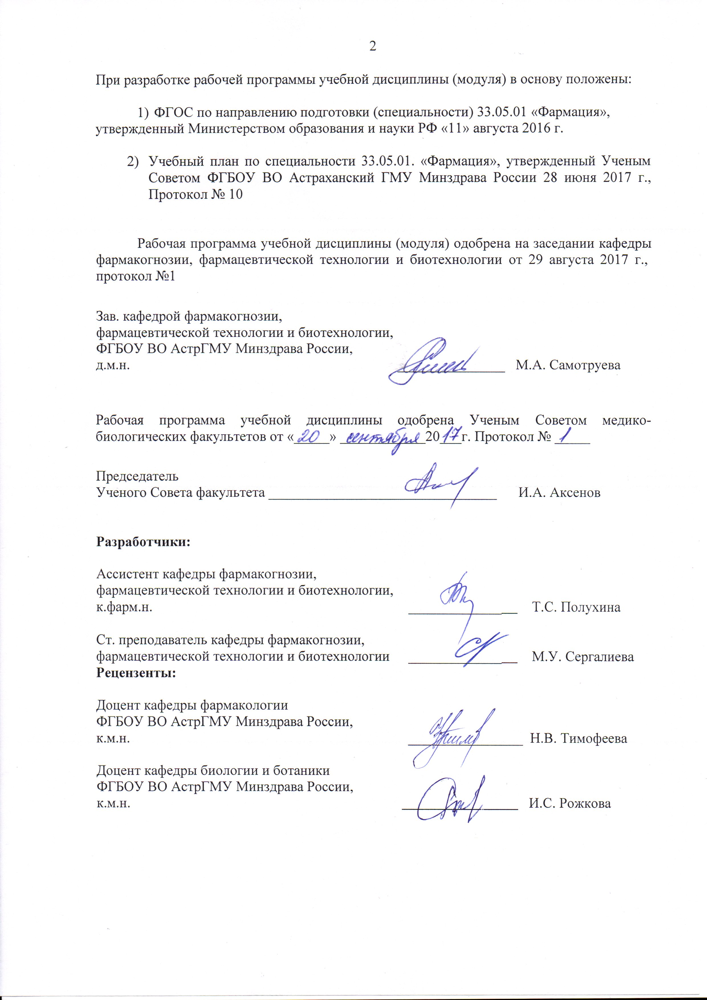 2
При разработке рабочей программы учебной дисциплины (модуля) в основу положены:
1) ФГОС по направлению подготовки (специальности) 33.05.01 «Фармация»,
утвержденный Министерством образования и науки РФ «11» августа 2016 г.
2) Учебный план по специальности 33.05.01. «Фармация», утвержденный Ученым
Советом ФГБОУ ВО Астраханский ГМУ Минздрава России 28 июня 2017 г.,
Протокол № 10
Рабочая программа учебной дисциплины (модуля) одобрена на заседании кафедры
фармакогнозии, фармацевтической технологии и биотехнологии от 29 августа 2017 г.,
протокол №1
Зав. кафедрой фармакогнозии,
фармацевтической технологии и биотехнологии,
ФГБОУ ВО АстрГМУ Минздрава России,
д.м.н. М.А. Самотруева
Рабочая программа учебной дисциплины одобрена Ученым Советом медико-
биологических факультетов от «20» сентября 2017 г. Протокол № 1
Председатель
Ученого Совета факультета И.А. Аксенов
Разработчики:
Ассистент кафедры фармакогнозии,
фармацевтической технологии и биотехнологии,
к.фарм.н. Т.С. Полухина
Ст. преподаватель кафедры фармакогнозии,
фармацевтической технологии и биотехнологии М.У. Сергалиева
Рецензенты:
Доцент кафедры фармакологии
ФГБОУ ВО АстрГМУ Минздрава России,
к.м.н. Н.В. Тимофеева
Доцент кафедры биологии и ботаники
ФГБОУ ВО АстрГМУ Минздрава России,
к.м.н. И.С. Рожкова